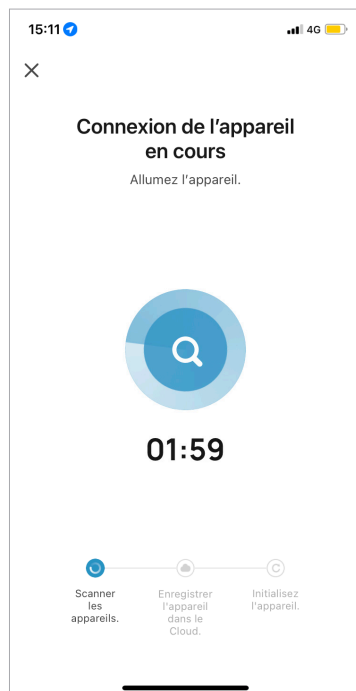 15:11 4G
Connexion de l'appareil
en cours
Allumez l'appareil.
01:59
Scanner
les
appareils.
Enregistrer
l'appareil
dans le
Cloud.
Initialisez
l'appareil.